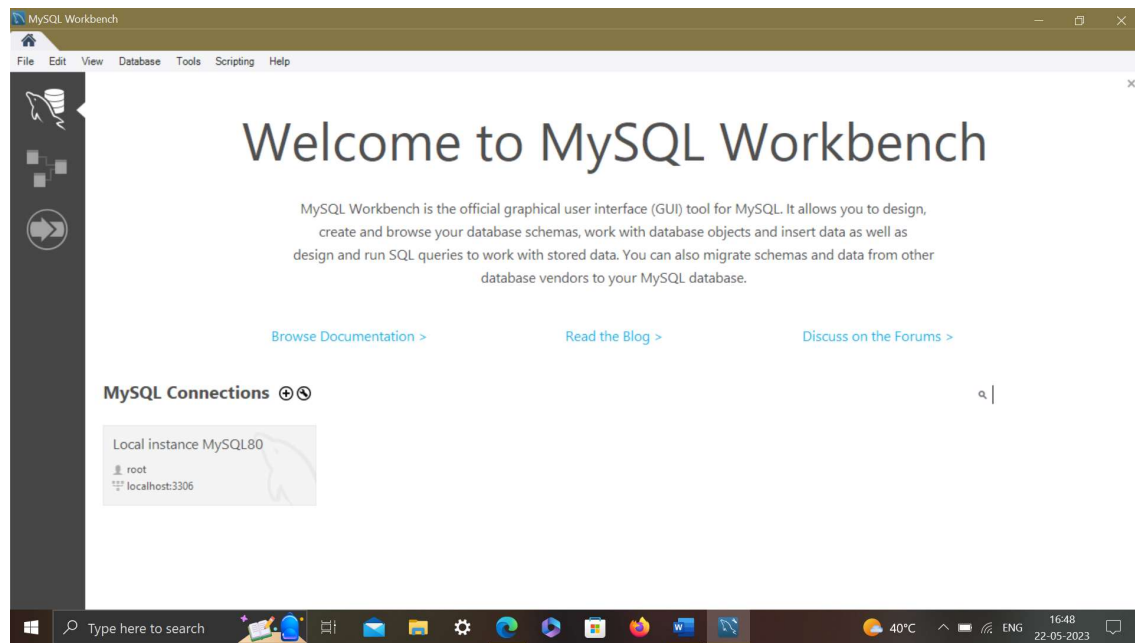 MySQL Workbench
File Edit View Database Tools Scripting Help
Welcome to MySQL Workbench
MySQL Workbench is the official graphical user interface (GUI) tool for MySQL. It allows you to design,
create and browse your database schemas, work with database objects and insert data as well as
design and run SQL queries to work with stored data. You can also migrate schemas and data from other
database vendors to your MySQL database.
Browse Documentation > Read the Blog > Discuss on the Forums >
MySQL Connections
Local instance MySQL80
root
localhost:3306
Type here to search 40°C ENG 16:48
22-05-2023